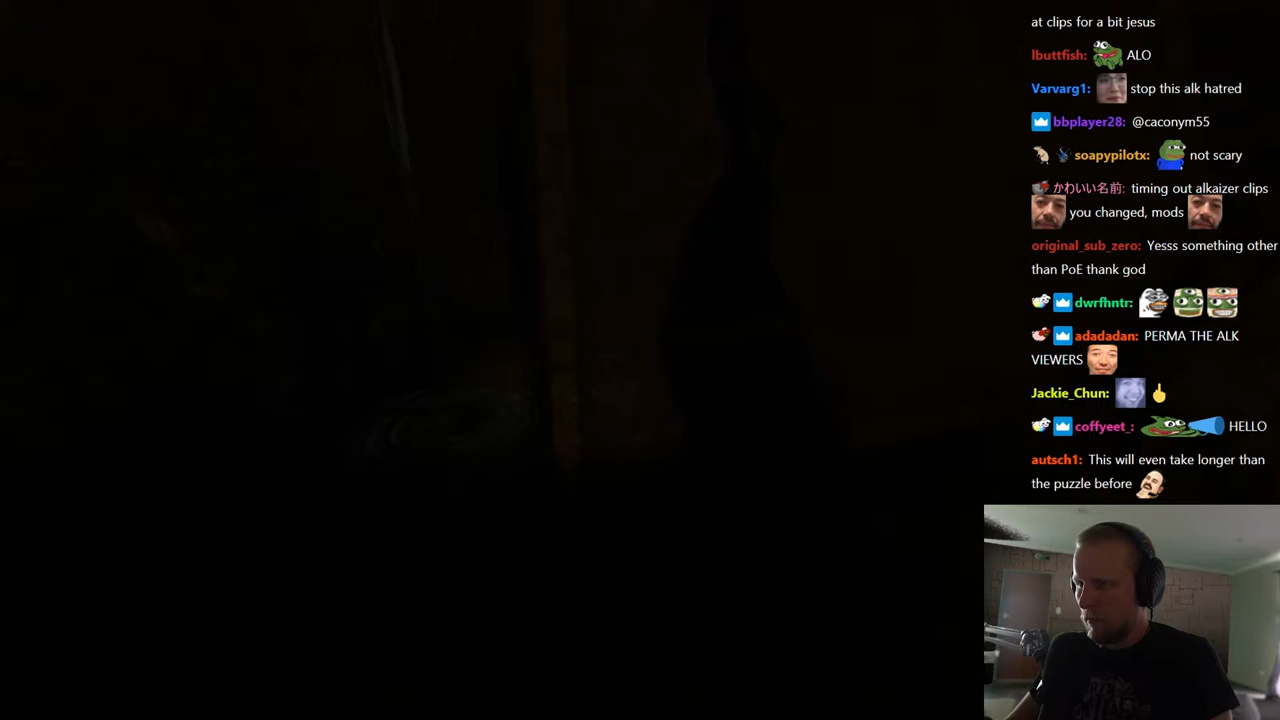 at clips for a bit jesus
lbuttfish: ALO
Varvarg1: stop this alk hatred
bbplayer28: @caconym55
soapypilotx: not scary
かわいい名前: timing out alkaizer clips
you changed, mods
original_sub_zero: Yesss something other
than PoE thank god
dwrfhntr:
adadadan: PERMA THE ALK
VIEWERS
Jackie_Chun:
coffyeet_: HELLO
autsch1: This will even take longer than
the puzzle before